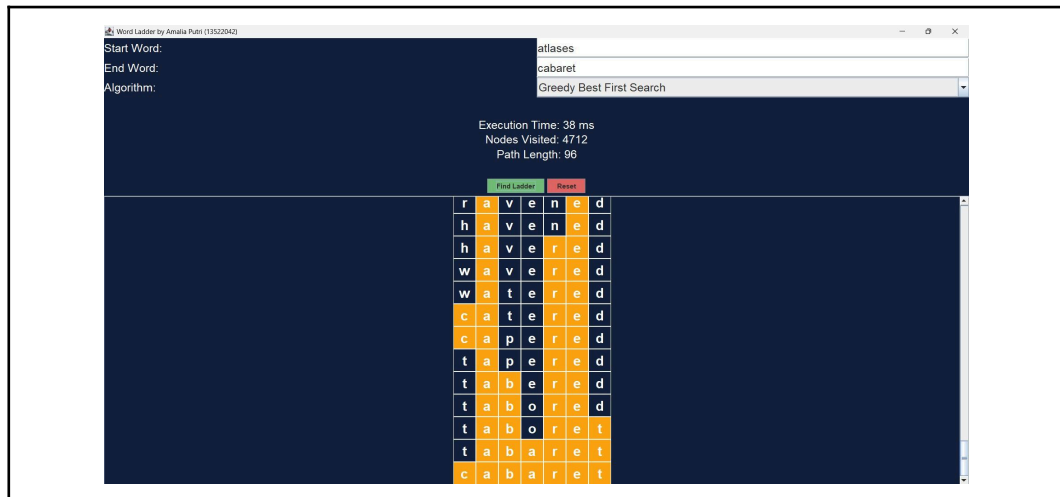 Word Ladder by Amalia Putri (13522042)
Start Word: atlases
End Word: cabaret
Algorithm: Greedy Best First Search
Execution Time: 38 ms
Nodes Visited: 4712
Path Length: 96
Find Ladder Reset
r a v e n e d
h a v e n e d
h a v e r e d
w a v e r e d
w a t e r e d
c a t e r e d
c a p e r e d
t a p e r e d
t a b e r e d
t a b o r e d
t a b o r e t
t a b a r e t
c a b a r e t